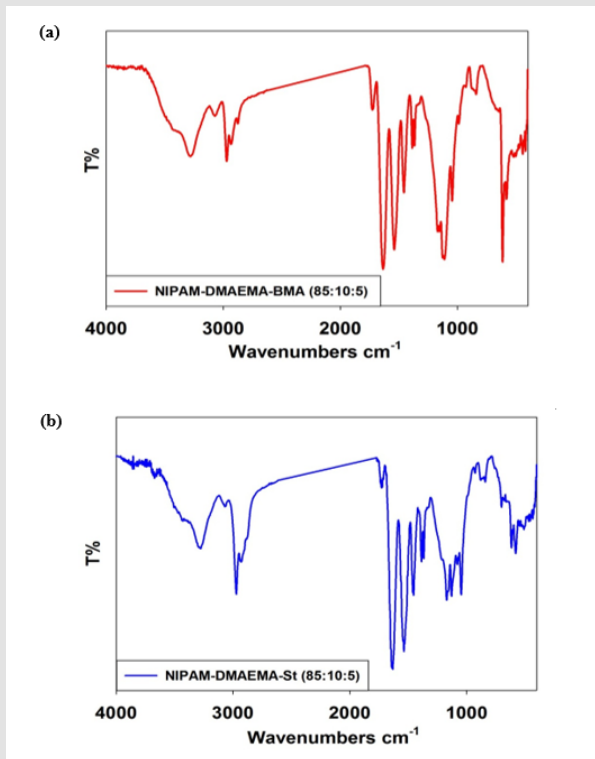 (a)
T%
NIPAM-DMAEMA-BMA (85:10:5)
4000 3000 2000 1000
Wavenumbers cm⁻¹
(b)
T%
NIPAM-DMAEMA-St (85:10:5)
4000 3000 2000 1000
Wavenumbers cm⁻¹